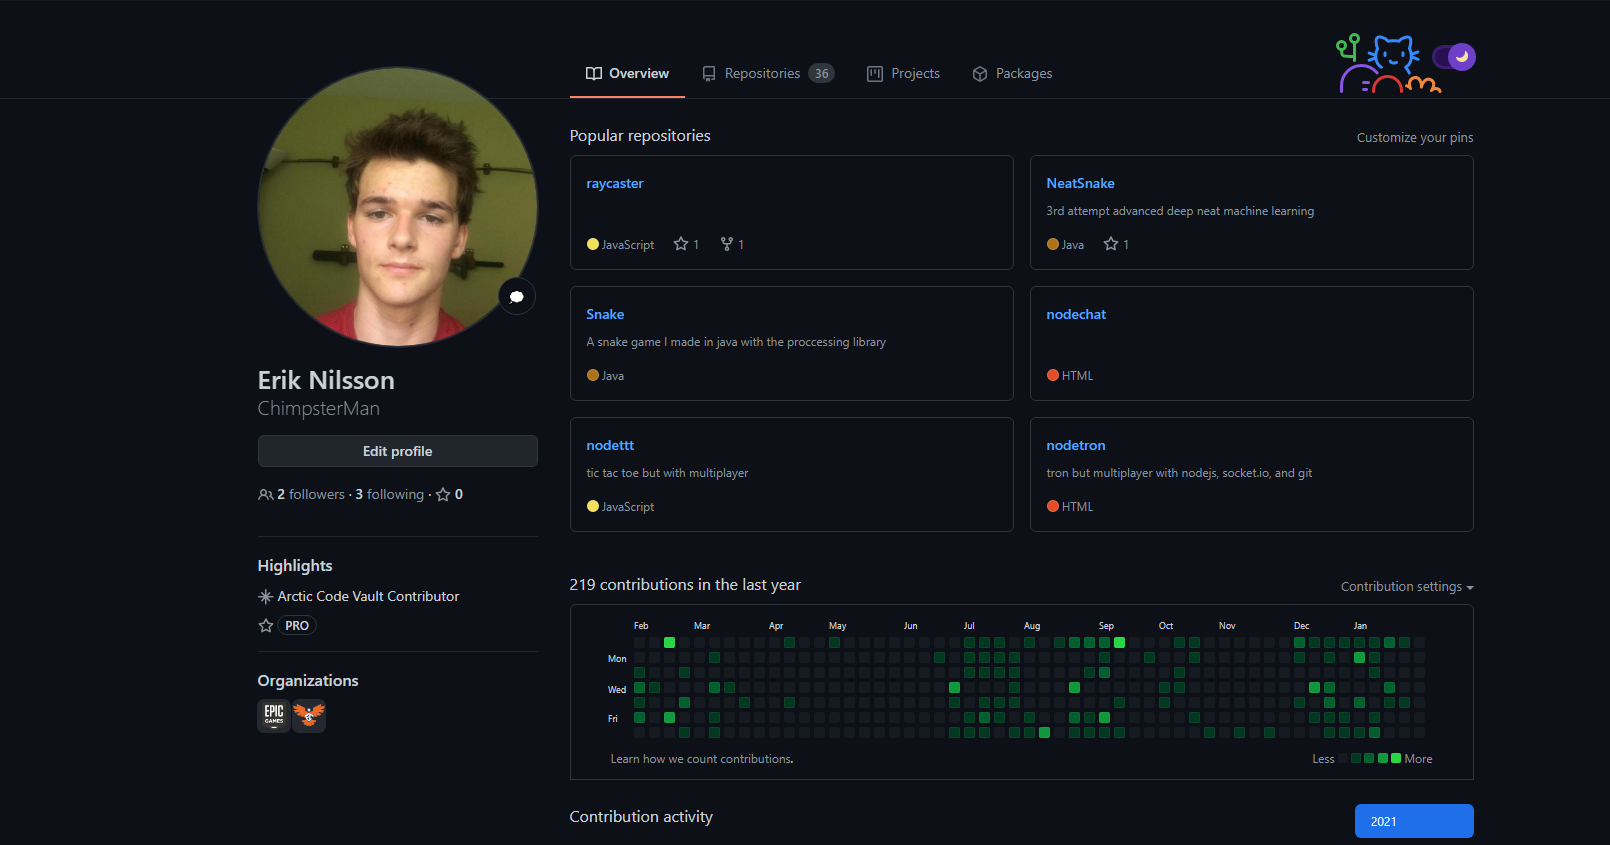 Overview Repositories 36 Projects Packages
Popular repositories Customize your pins
raycaster
JavaScript 1 1
NeatSnake
3rd attempt advanced deep neat machine learning
Java 1
Snake
A snake game I made in java with the proccessing library
Java
nodechat
HTML
nodettt
tic tac toe but with multiplayer
JavaScript
nodetron
tron but multiplayer with nodejs, socket.io, and git
HTML
Erik Nilsson
ChimpsterMan
Edit profile
2 followers · 3 following · 0
Highlights
Arctic Code Vault Contributor
PRO
Organizations
EPIC
GAMES
219 contributions in the last year Contribution settings
Feb Mar Apr May Jun Jul Aug Sep Oct Nov Dec Jan
Mon
Wed
Fri
Learn how we count contributions. Less More
Contribution activity 2021